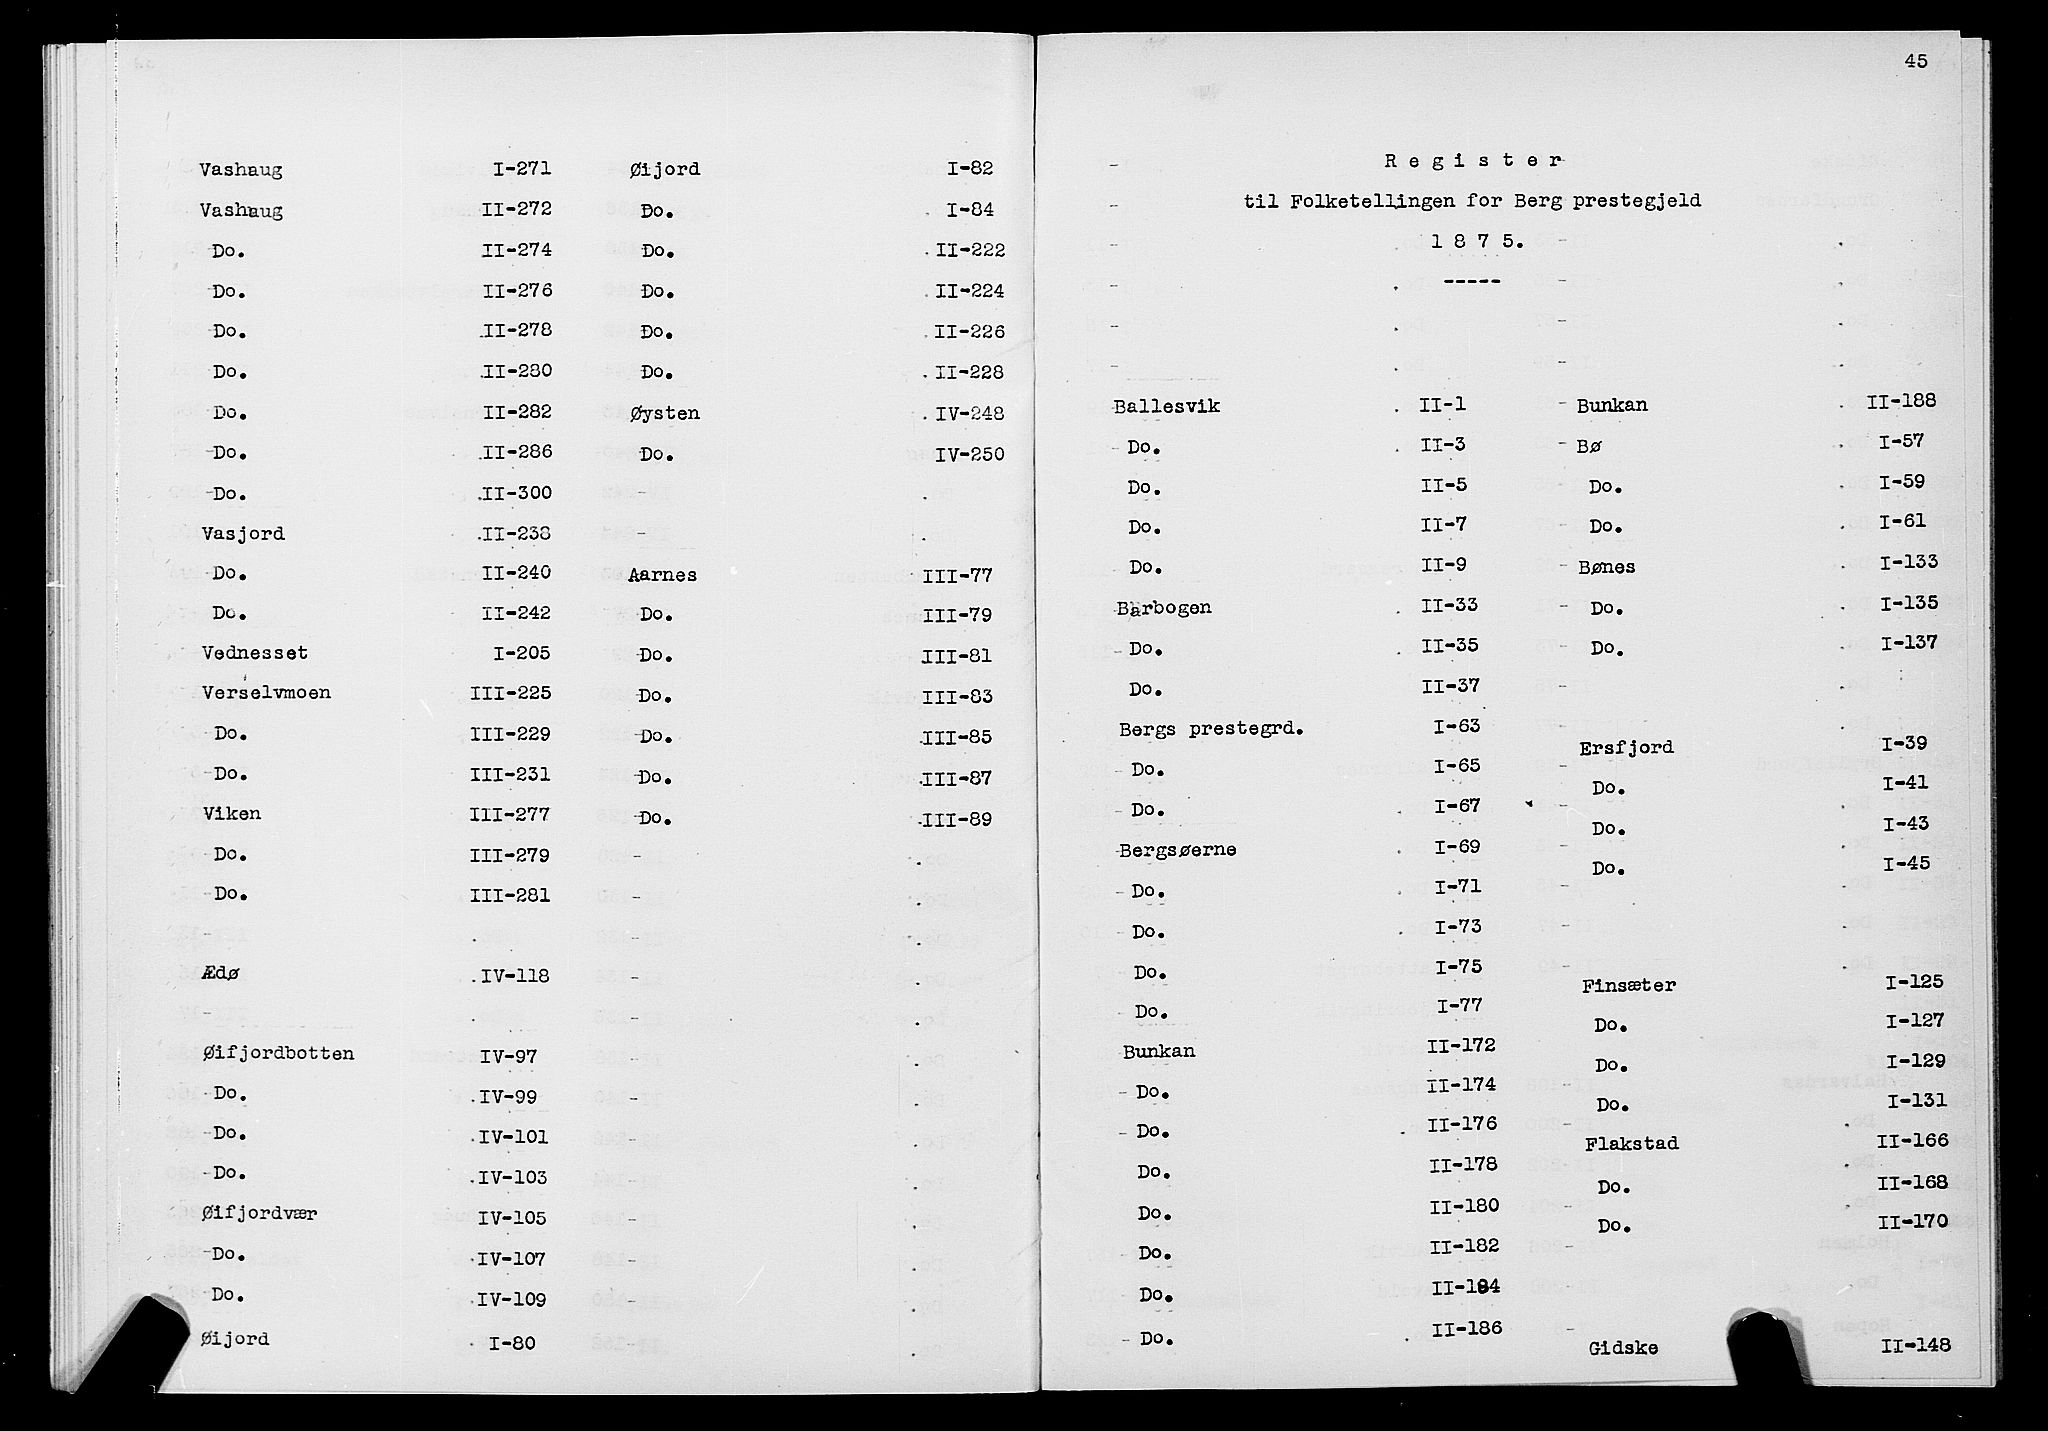 Vashaug I-271
Vashaug II-272
Do. II-274
Do. II-276
Do. II-278
Do. II-280
Do. II-282
Do. II-286
Do. II-300
Vasjord II-238
Do. II-240
Do. II-242
Vednesset I-205
Verselvmoen III-225
Do. III-229
Do. III-231
Viken III-277
Do. III-279
Do. III-281
Ædø IV-118
Øifjordbotten IV-97
Do. IV-99
Do. IV-101
Do. IV-103
Øifjordvær IV-105
Do. IV-107
Do. IV-109
Øijord I-80
Øijord I-82
Do. I-84
Do. II-222
Do. II-224
Do. II-226
Do. II-228
Øysten IV-248
Do. IV-250
Aarnes III-77
Do. III-79
Do. III-81
Do. III-83
Do. III-85
Do. III-87
Do. III-89
45
Register
til Folketellingen for Berg prestegjeld
1875.
-----
Ballesvik II-1
Do. II-3
Do. II-5
Do. II-7
Do. II-9
Barbogen II-33
Do. II-35
Do. II-37
Bergs prestegrd. I-63
Do. I-65
Do. I-67
Bergsøerne I-69
Do. I-71
Do. I-73
Do. I-75
Do. I-77
Bunkan II-172
Do. II-174
Do. II-176
Do. II-178
Do. II-180
Do. II-182
Do. II-184
Do. II-186
Bunkan II-188
Bø I-57
Do. I-59
Do. I-61
Bønes I-133
Do. I-135
Do. I-137
Ersfjord I-39
Do. I-41
Do. I-43
Do. I-45
Finsæter I-125
Do. I-127
Do. I-129
Do. I-131
Flakstad II-166
Do. II-168
Do. II-170
Gidske II-148